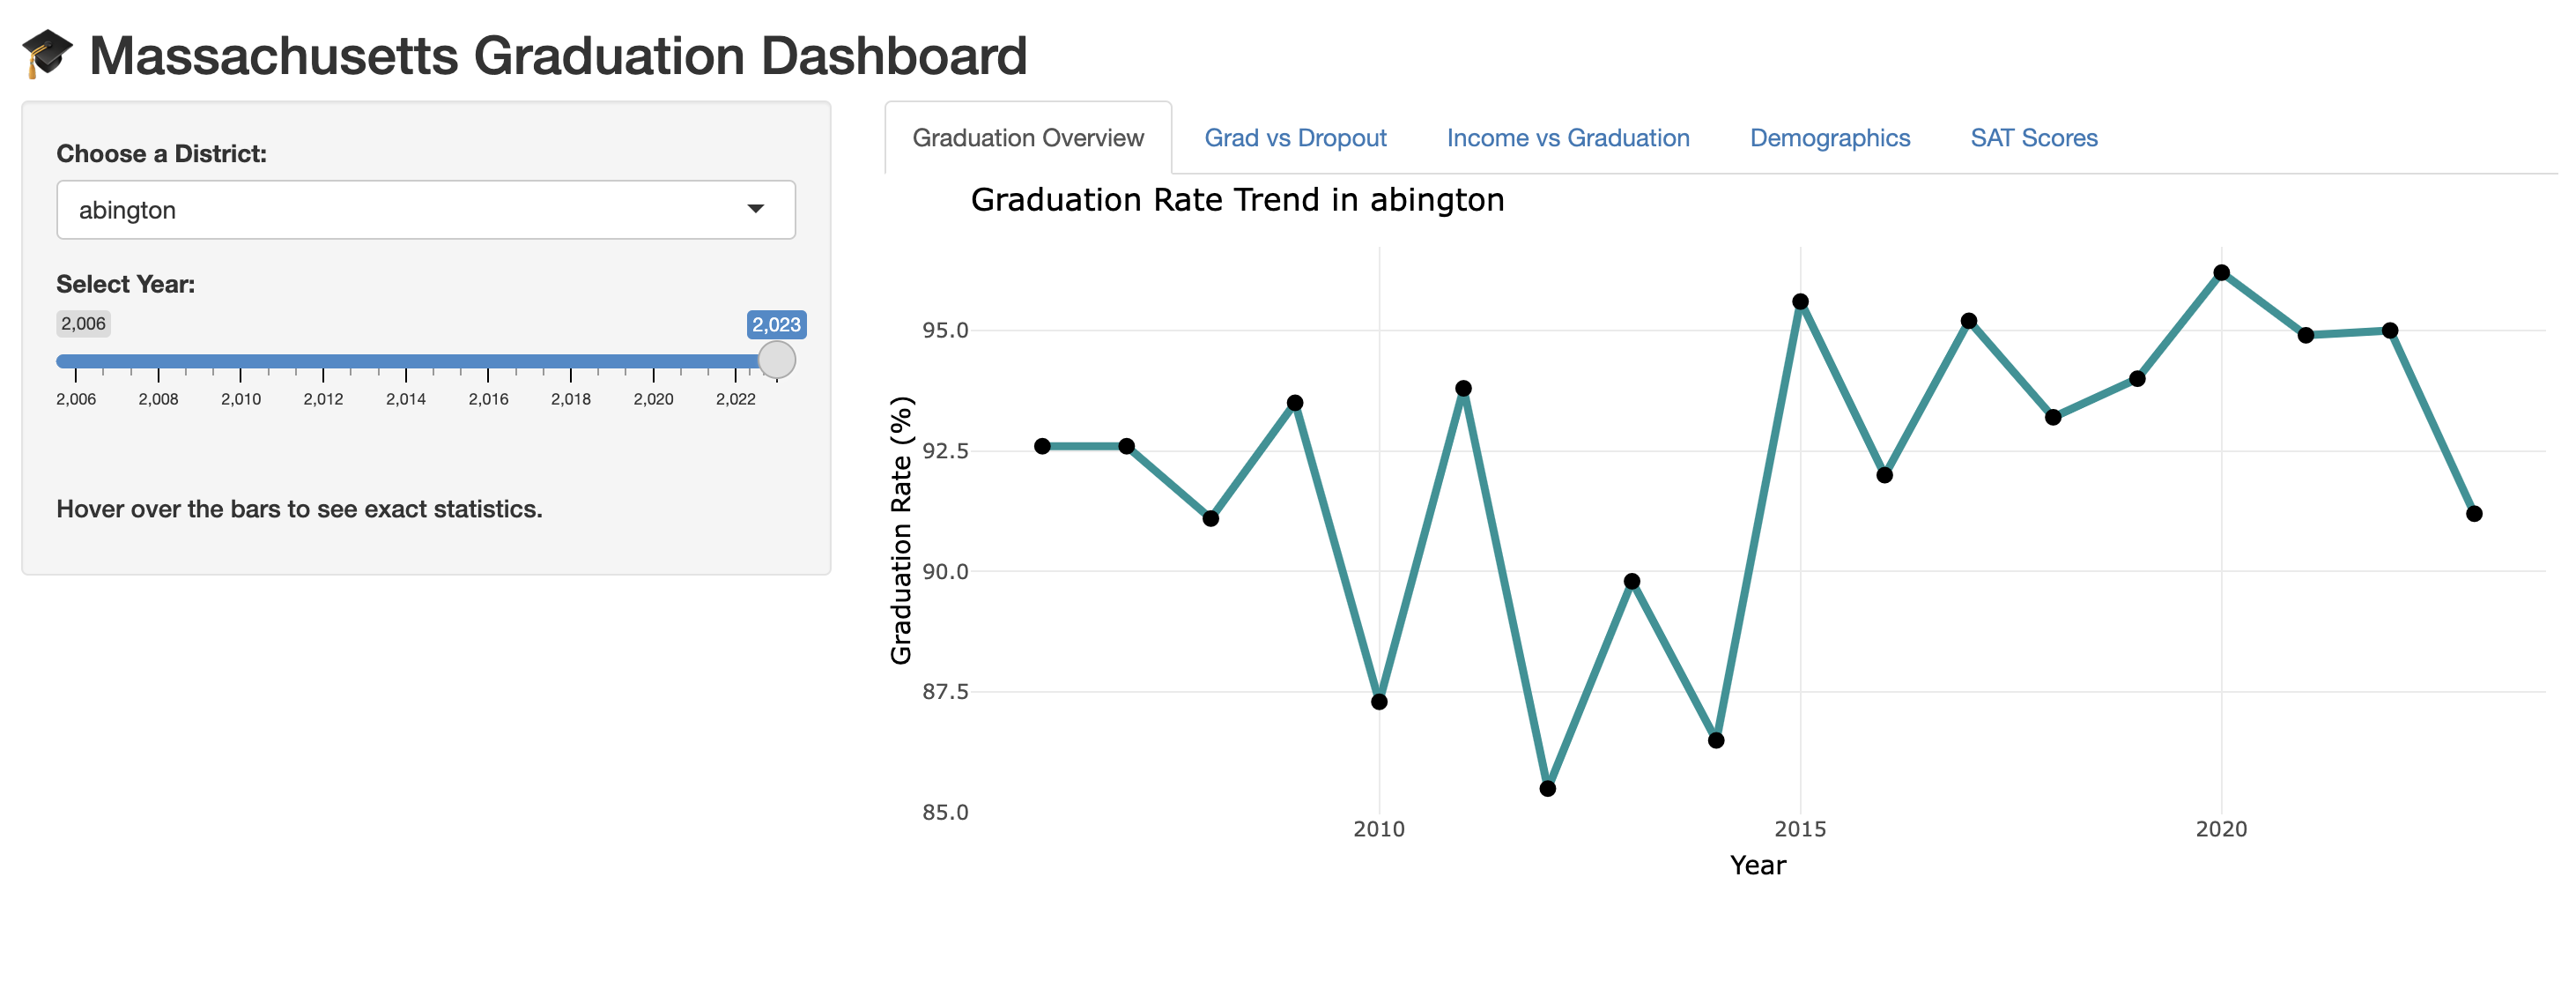 🎓 Massachusetts Graduation Dashboard
Choose a District:
abington
Select Year:
2,006
2,023
2,006 2,008 2,010 2,012 2,014 2,016 2,018 2,020 2,022
Hover over the bars to see exact statistics.
Graduation Overview Grad vs Dropout Income vs Graduation Demographics SAT Scores
Graduation Rate Trend in abington
Graduation Rate (%)
95.0
92.5
90.0
87.5
85.0
2010 2015 2020
Year